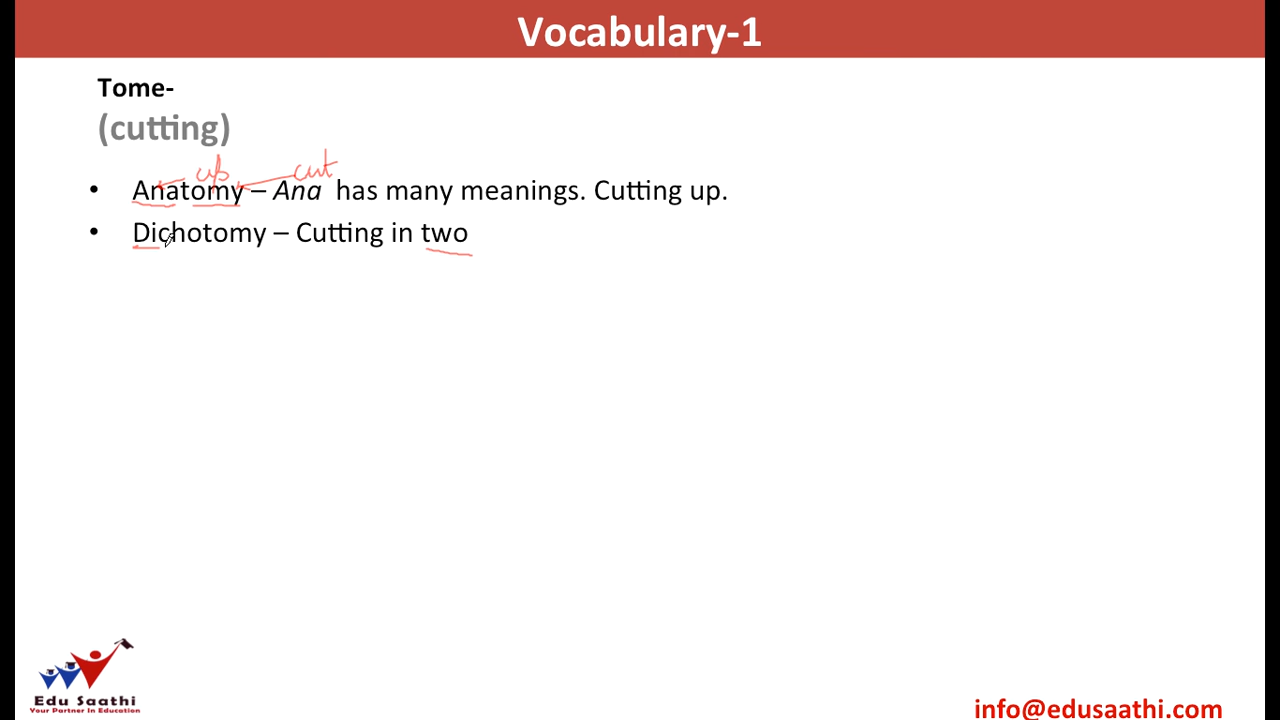 Vocabulary-1
Tome-
(cutting)
up cut
• Anatomy – Ana has many meanings. Cutting up.
• Dichotomy – Cutting in two
Edu Saathi
Your Partner In Education
info@edusaathi.com